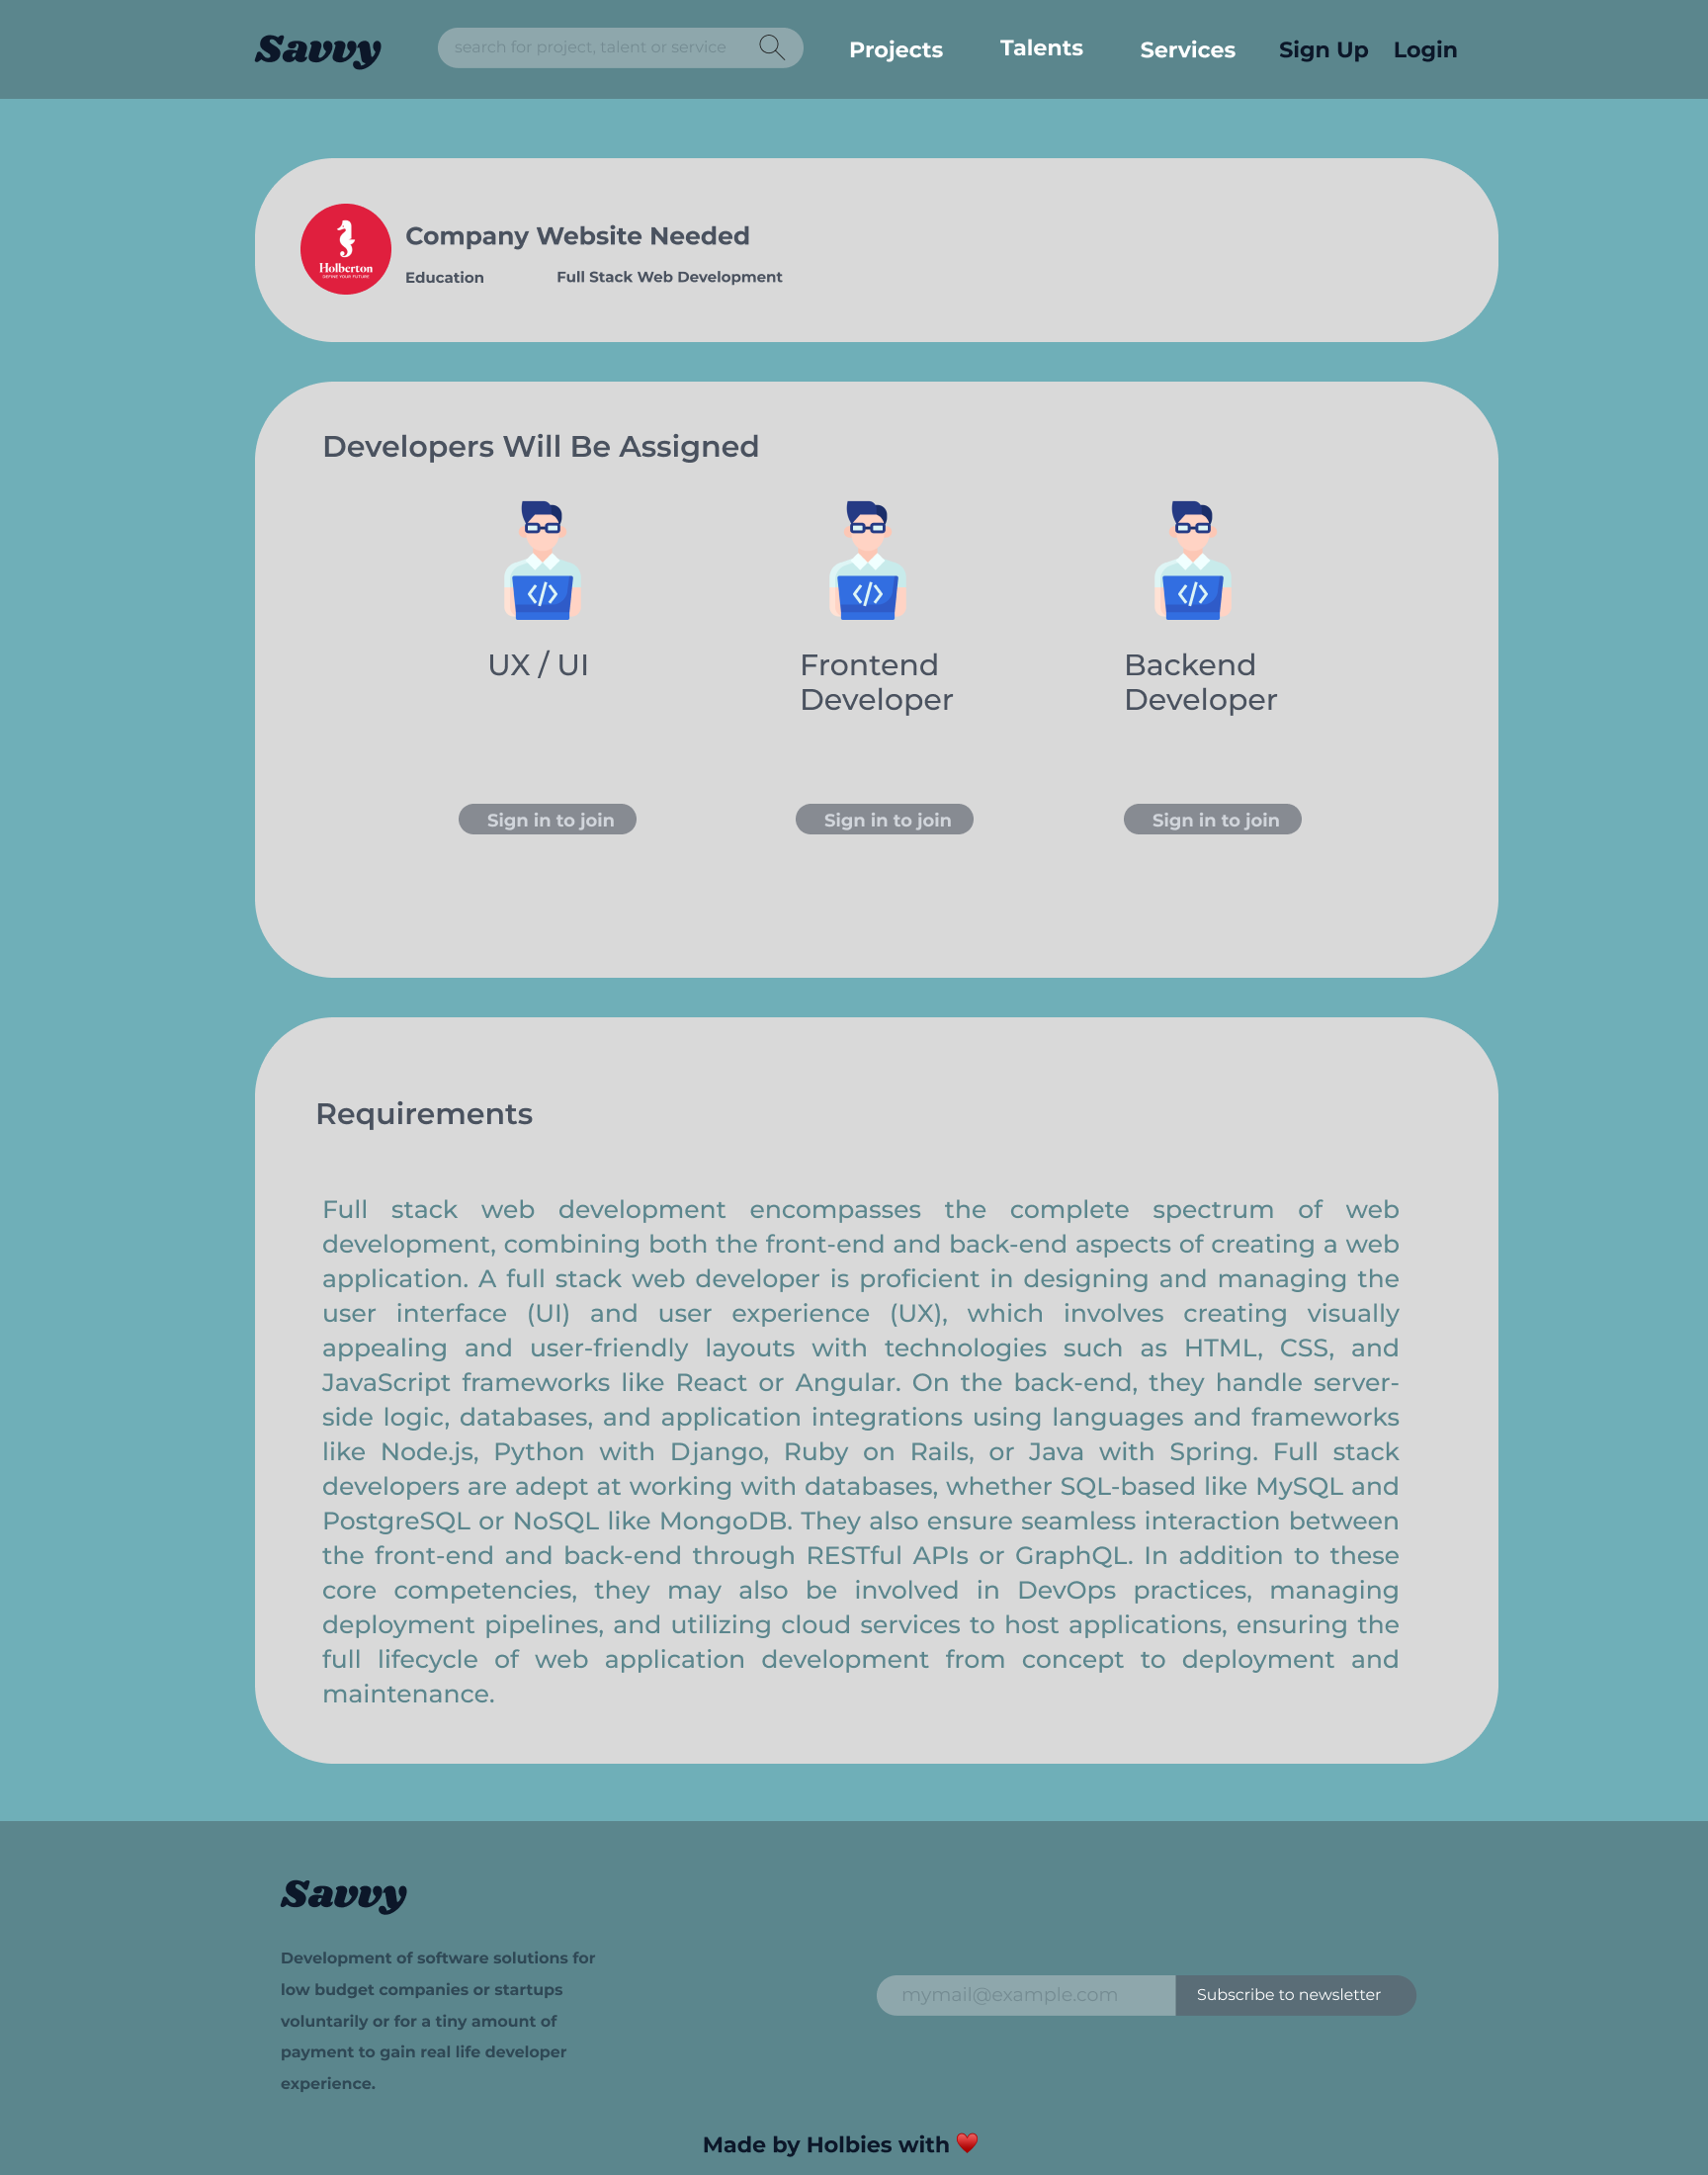 Savvy
search for project, talent or service
Projects
Talents
Services
Sign Up
Login
Holberton
DEFINE YOUR FUTURE
Company Website Needed
Education
Full Stack Web Development
Developers Will Be Assigned
</>
</>
</>
UX / UI
Frontend
Developer
Backend
Developer
Sign in to join
Sign in to join
Sign in to join
Requirements
Full stack web development encompasses the complete spectrum of web
development, combining both the front-end and back-end aspects of creating a web
application. A full stack web developer is proficient in designing and managing the
user interface (UI) and user experience (UX), which involves creating visually
appealing and user-friendly layouts with technologies such as HTML, CSS, and
JavaScript frameworks like React or Angular. On the back-end, they handle server-
side logic, databases, and application integrations using languages and frameworks
like Node.js, Python with Django, Ruby on Rails, or Java with Spring. Full stack
developers are adept at working with databases, whether SQL-based like MySQL and
PostgreSQL or NoSQL like MongoDB. They also ensure seamless interaction between
the front-end and back-end through RESTful APIs or GraphQL. In addition to these
core competencies, they may also be involved in DevOps practices, managing
deployment pipelines, and utilizing cloud services to host applications, ensuring the
full lifecycle of web application development from concept to deployment and
maintenance.
Savvy
Development of software solutions for
low budget companies or startups
voluntarily or for a tiny amount of
payment to gain real life developer
experience.
mymail@example.com
Subscribe to newsletter
Made by Holbies with ♥️